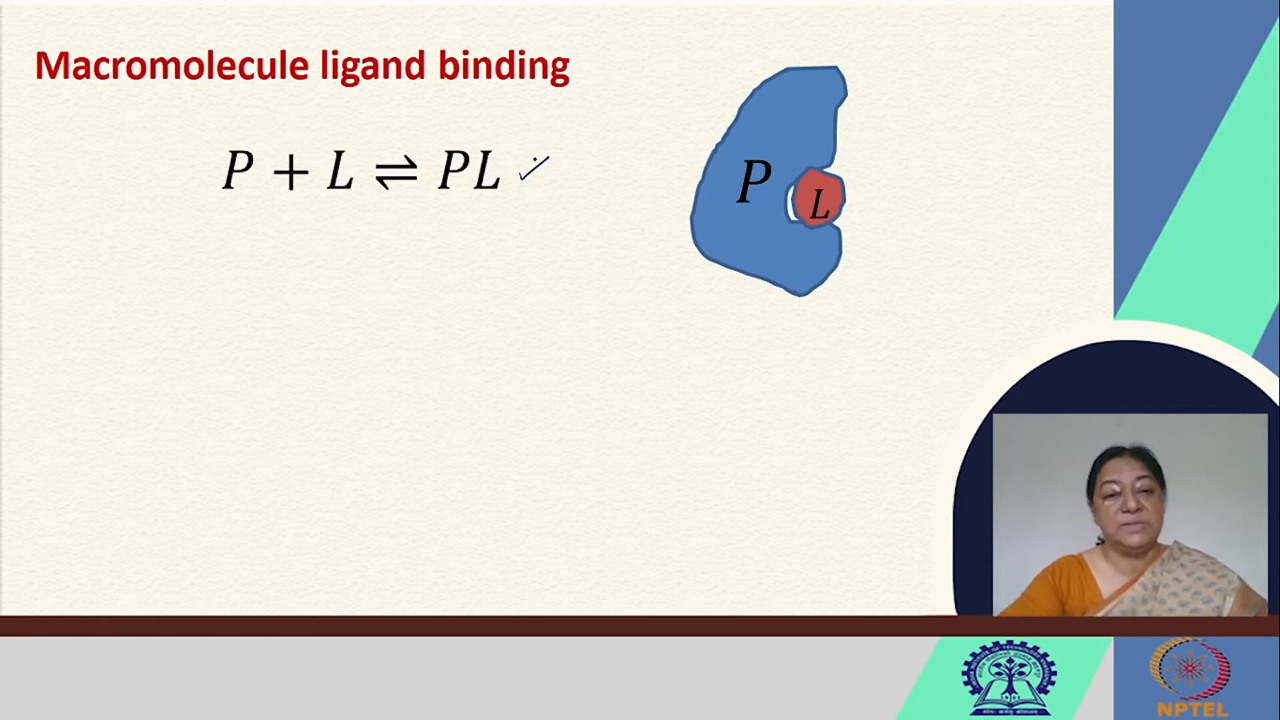 Macromolecule ligand binding
P + L ⇌ PL
P
L
NPTEL